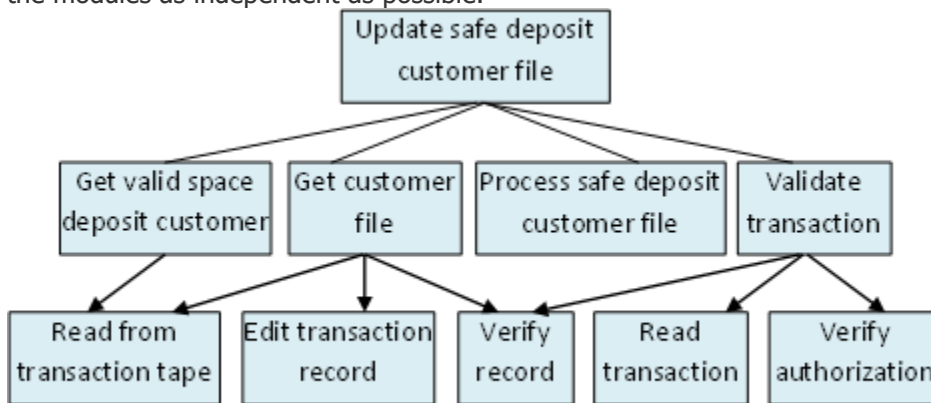 the modules as independent as possible.
Update safe deposit
customer file
Get valid space
deposit customer
Get customer
file
Process safe deposit
customer file
Validate
transaction
Read from
transaction tape
Edit transaction
record
Verify
record
Read
transaction
Verify
authorization